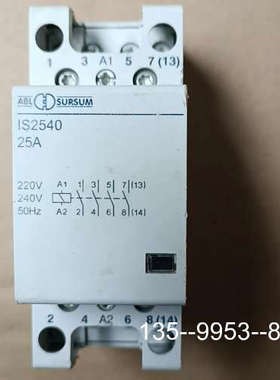 1 3 A1 5 7 (13)
ABL SURSUM
IS2540
25A
220V A1 1 3 5 7 (13)
240V
50Hz A2 2 4 6 8 (14)
2 4 A2 6 8 (14)
135--9953--8